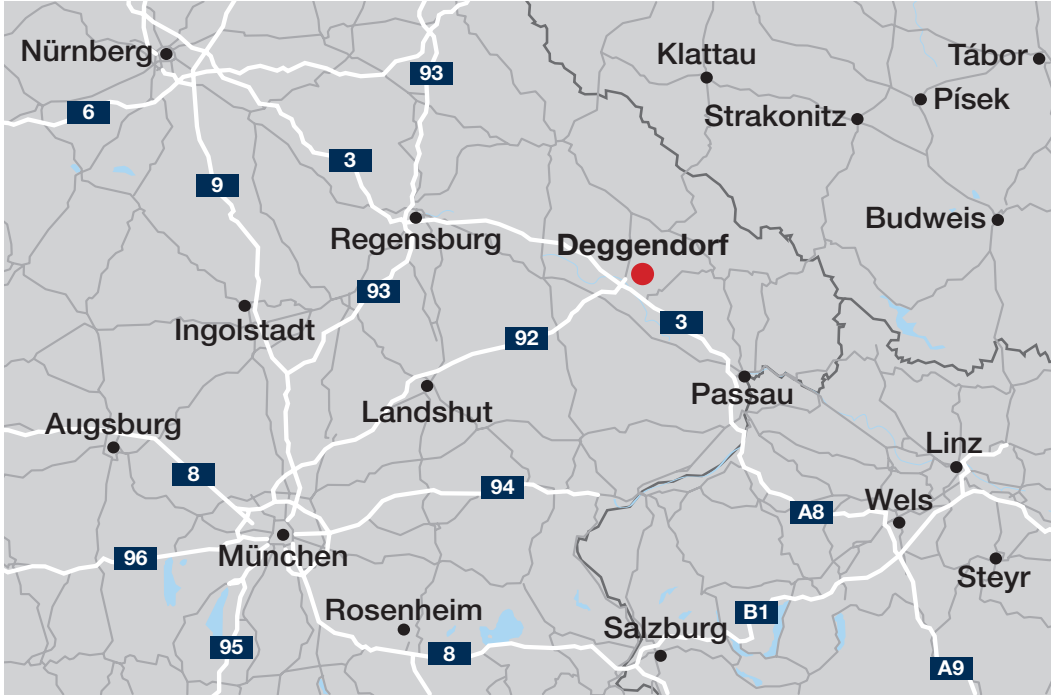 Nürnberg
93
Klattau
Tábor
6
Písek
Strakonitz
3
9
Regensburg
Budweis
Deggendorf
93
Ingolstadt
92
3
Passau
Landshut
Augsburg
Linz
8
94
Wels
A8
München
96
Steyr
Rosenheim
B1
Salzburg
95
8
A9